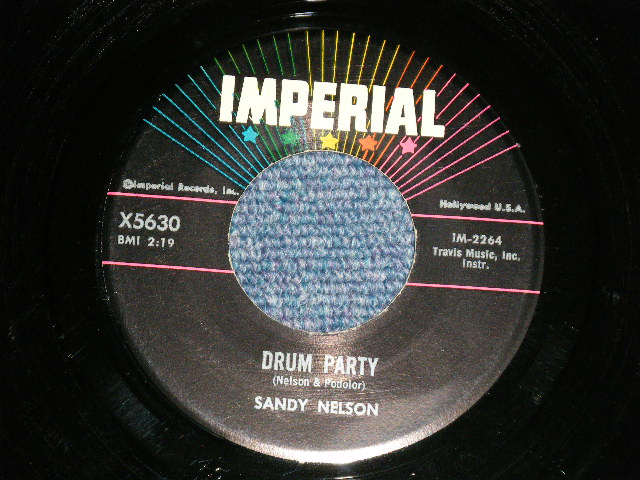 IMPERIAL
©Imperial Records, Inc.
Hollywood U.S.A.
X5630
BMI 2:19
IM-2264
Travis Music, Inc.
Instr.
DRUM PARTY
(Nelson & Podolor)
SANDY NELSON